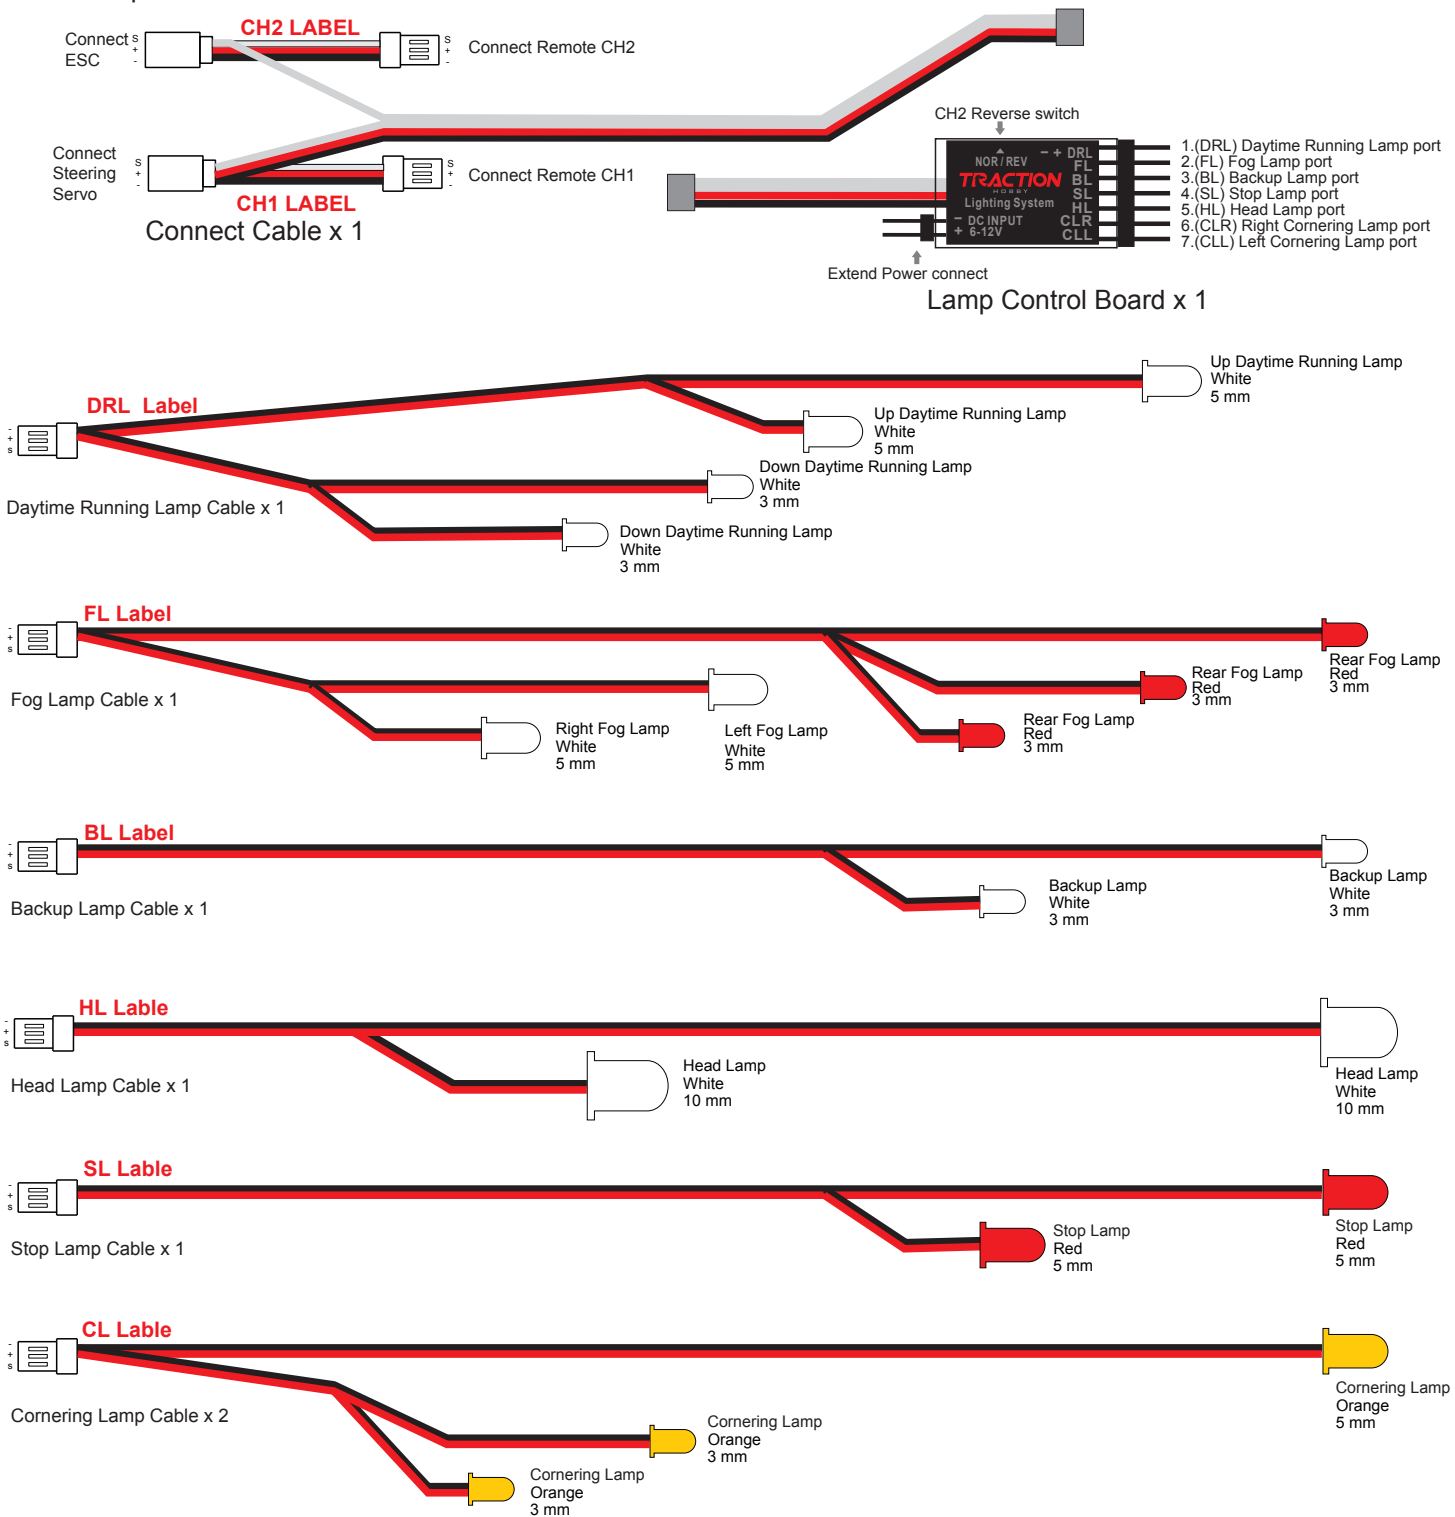 CH2 LABEL
Connect
ESC
S
+
-
S
+
-
Connect Remote CH2
Connect
Steering
Servo
S
+
-
S
+
-
Connect Remote CH1
CH1 LABEL
Connect Cable x 1
CH2 Reverse switch
NOR / REV
− + DRL
FL
TRACTION
HOBBY
BL
SL
Lighting System
HL
− DC INPUT
+ 6-12V
CLR
CLL
1.(DRL) Daytime Running Lamp port
2.(FL) Fog Lamp port
3.(BL) Backup Lamp port
4.(SL) Stop Lamp port
5.(HL) Head Lamp port
6.(CLR) Right Cornering Lamp port
7.(CLL) Left Cornering Lamp port
Extend Power connect
Lamp Control Board x 1
DRL Label
-
+
s
Daytime Running Lamp Cable x 1
Up Daytime Running Lamp
White
5 mm
Up Daytime Running Lamp
White
5 mm
Down Daytime Running Lamp
White
3 mm
Down Daytime Running Lamp
White
3 mm
FL Label
-
+
s
Fog Lamp Cable x 1
Right Fog Lamp
White
5 mm
Left Fog Lamp
White
5 mm
Rear Fog Lamp
Red
3 mm
Rear Fog Lamp
Red
3 mm
Rear Fog Lamp
Red
3 mm
BL Label
-
+
s
Backup Lamp Cable x 1
Backup Lamp
White
3 mm
Backup Lamp
White
3 mm
HL Lable
-
+
s
Head Lamp Cable x 1
Head Lamp
White
10 mm
Head Lamp
White
10 mm
SL Lable
-
+
s
Stop Lamp Cable x 1
Stop Lamp
Red
5 mm
Stop Lamp
Red
5 mm
CL Lable
-
+
s
Cornering Lamp Cable x 2
Cornering Lamp
Orange
3 mm
Cornering Lamp
Orange
3 mm
Cornering Lamp
Orange
5 mm